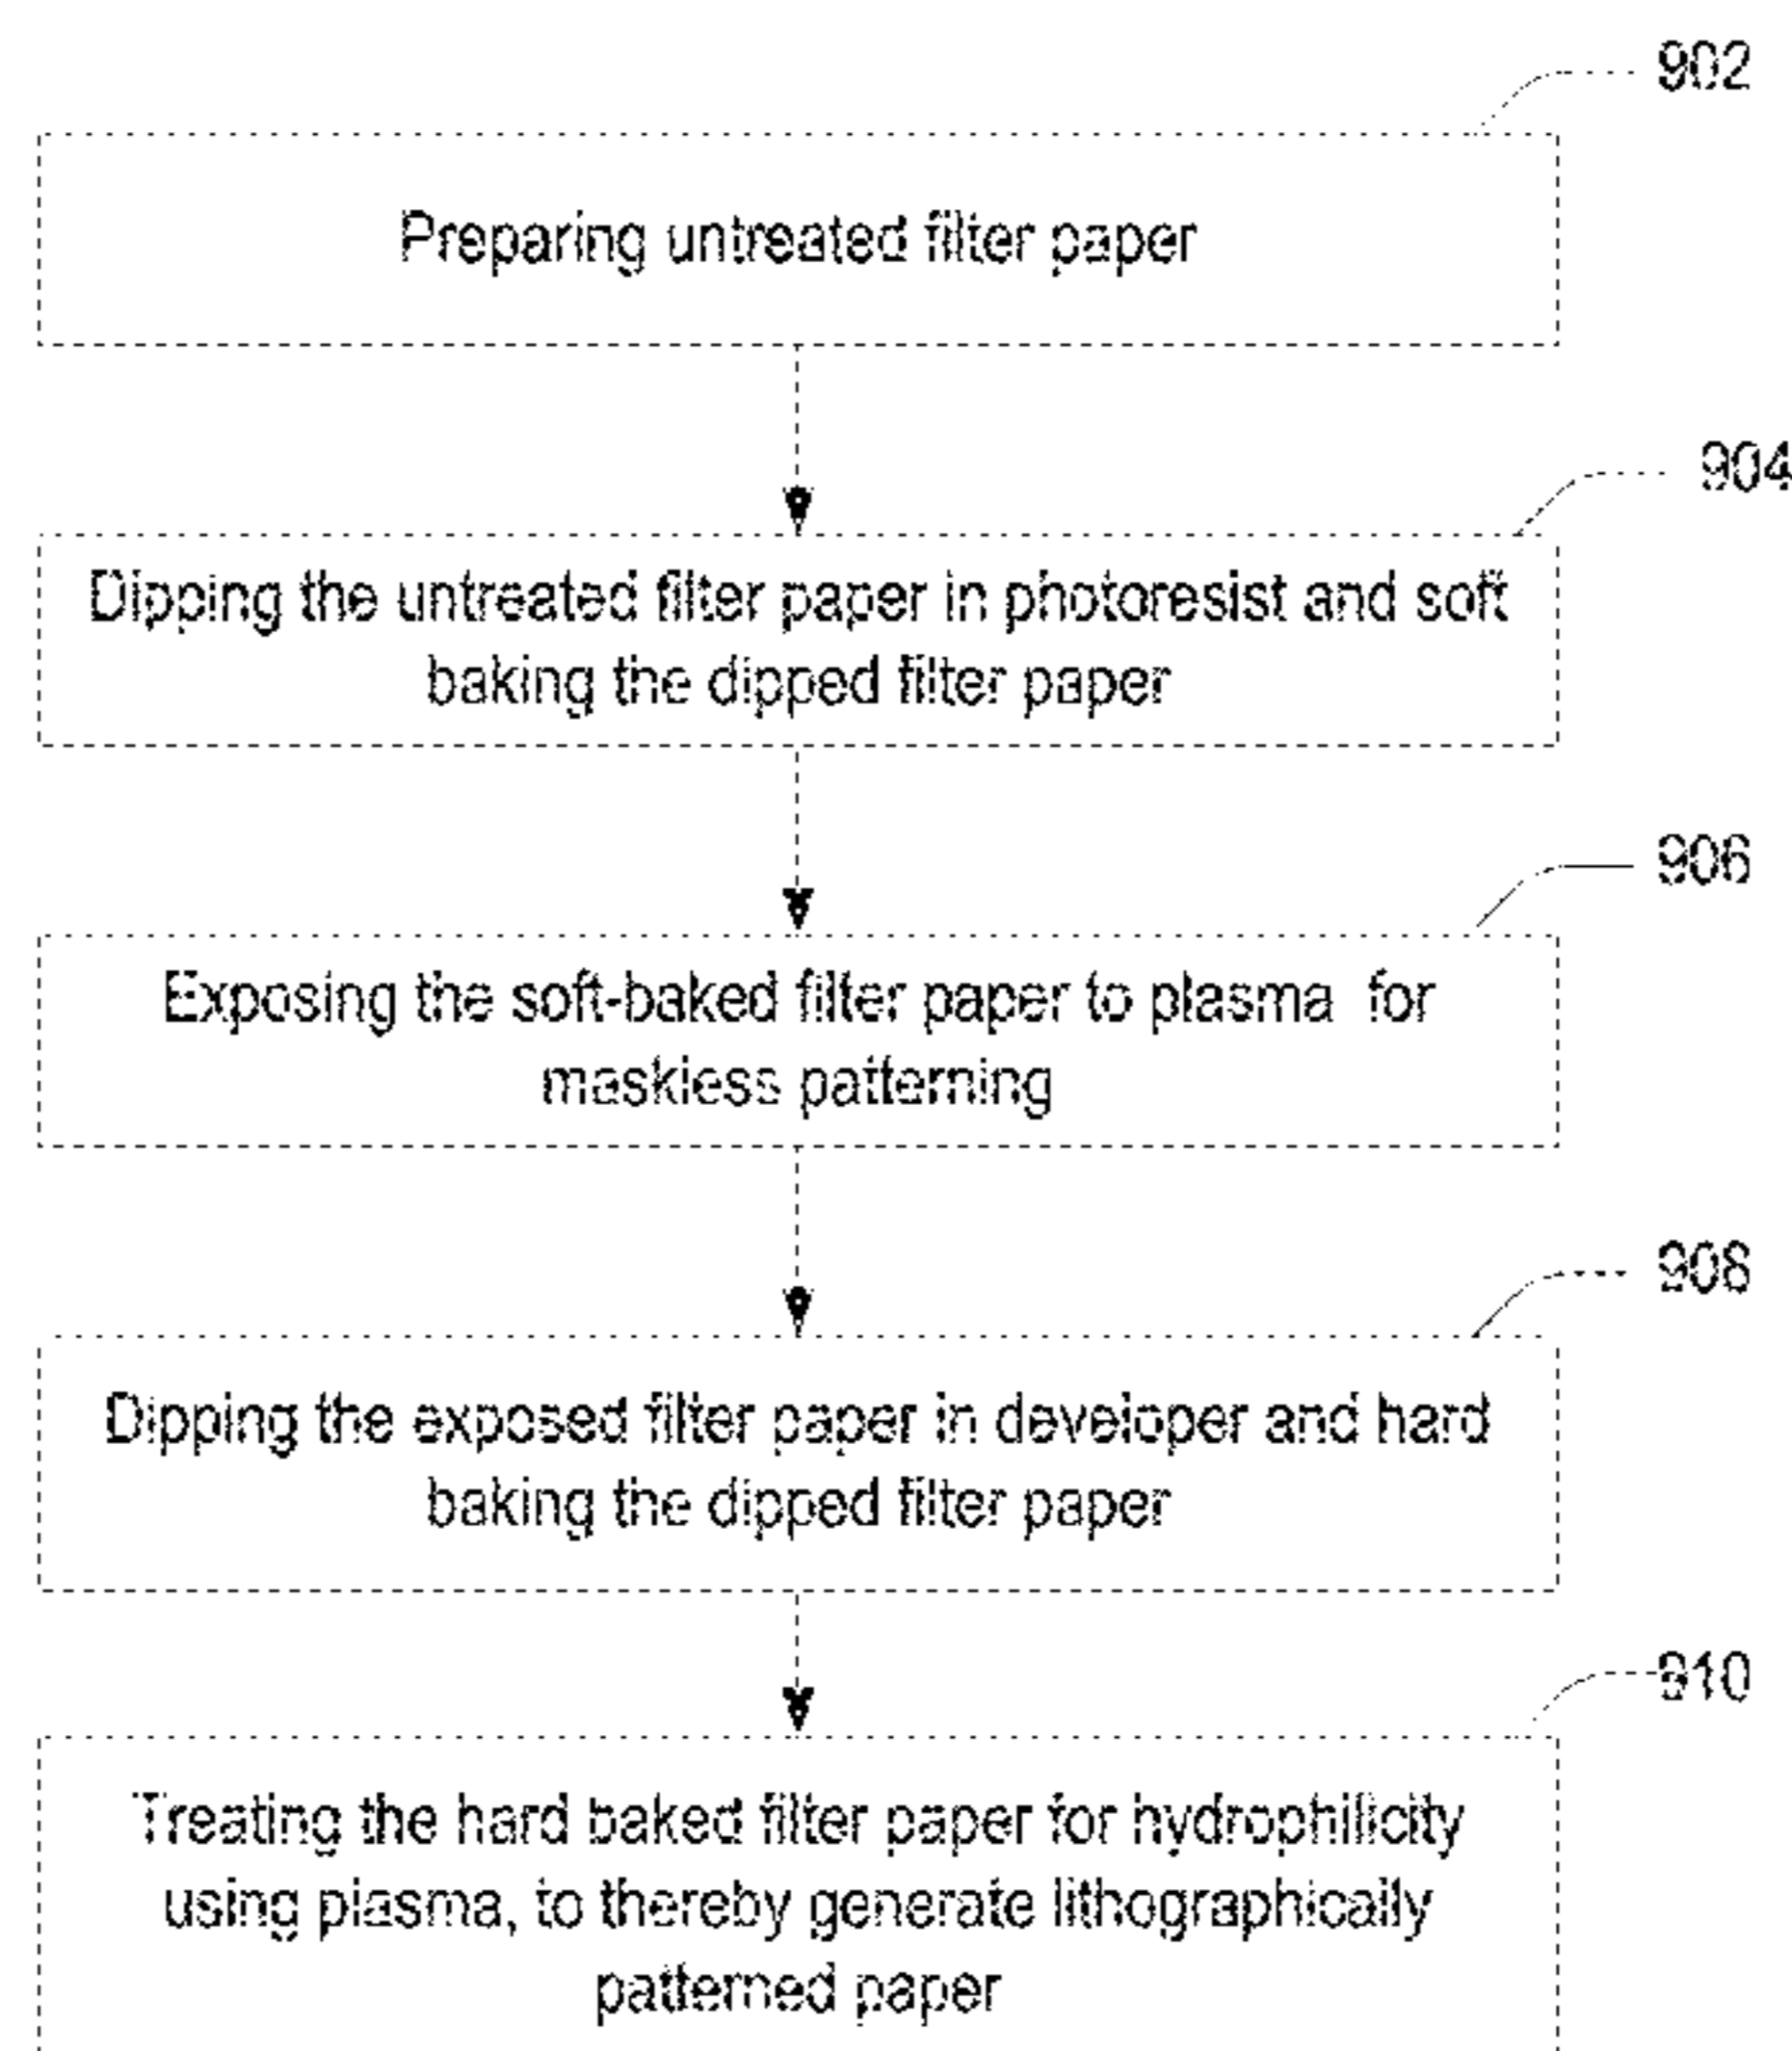 902
Preparing untreated filter paper
904
Dipping the untreated filter paper in photoresist and soft
baking the dipped filter paper
906
Exposing the soft-baked filter paper to plasma for
maskless patterning
908
Dipping the exposed filter paper in developer and hard
baking the dipped filter paper
910
Treating the hard baked filter paper for hydrophilicity
using plasma, to thereby generate lithographically
patterned paper